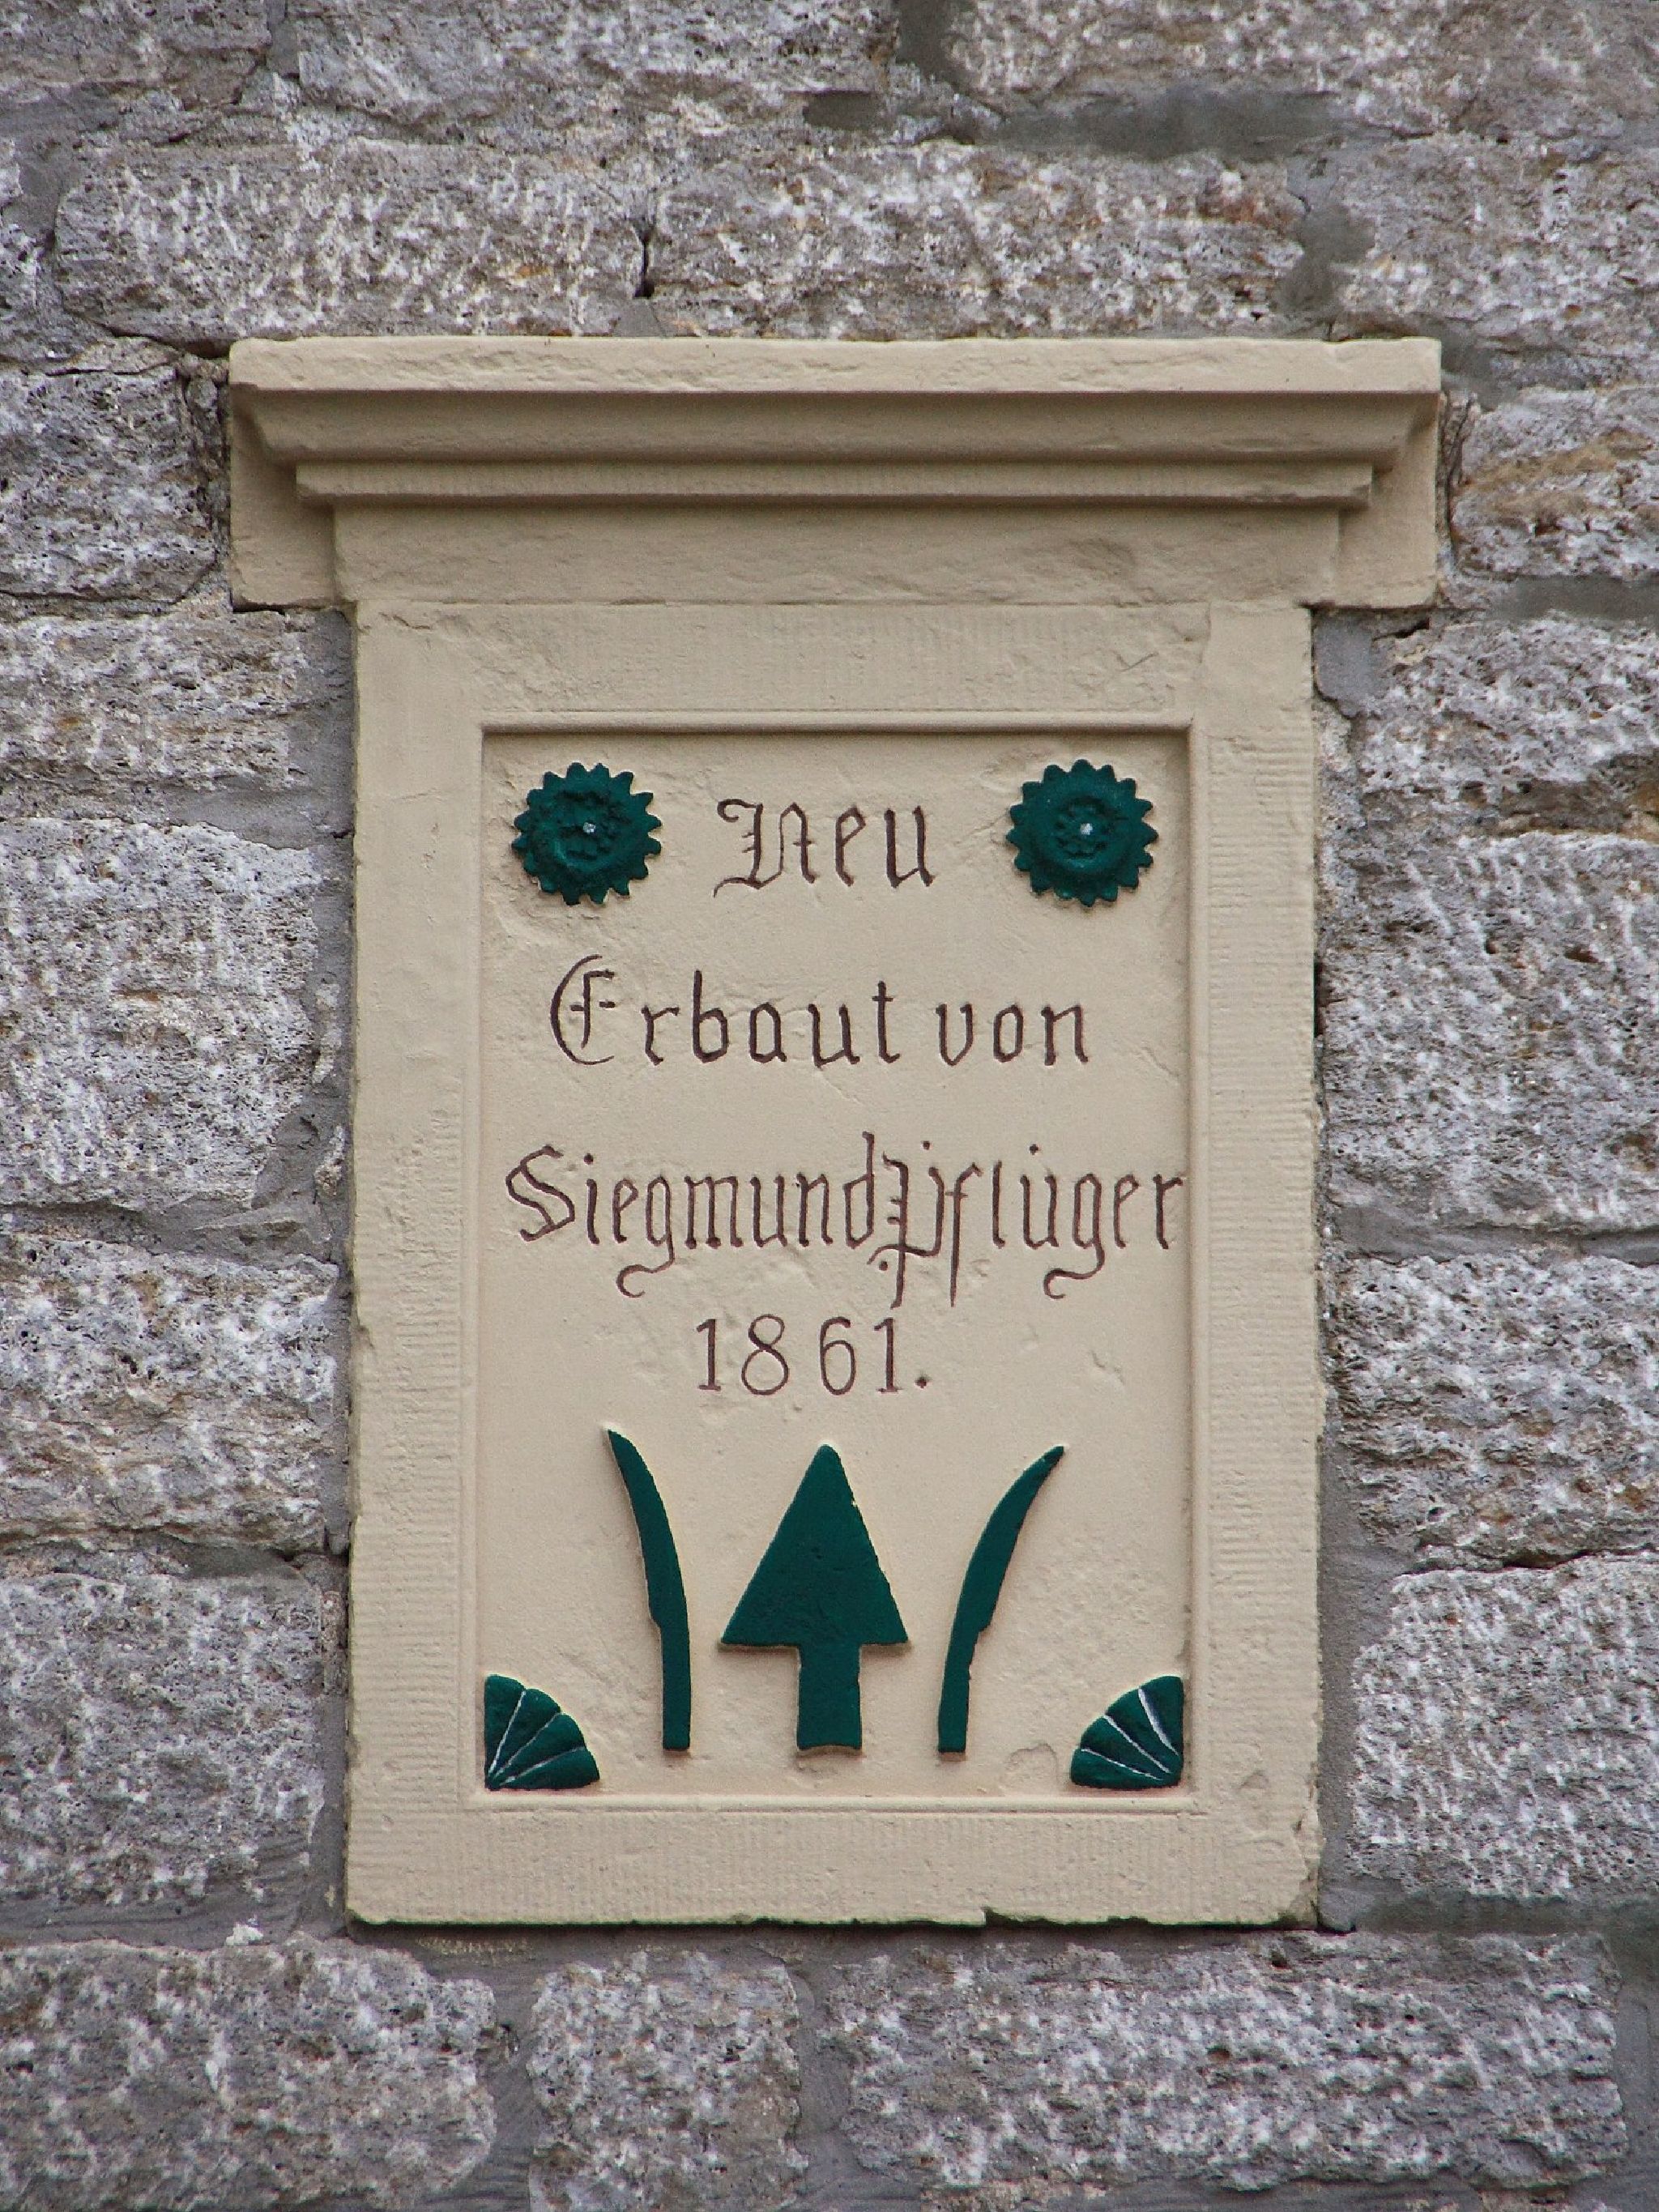 Neu
Erbaut von
Siegmund Pflüger
1861.